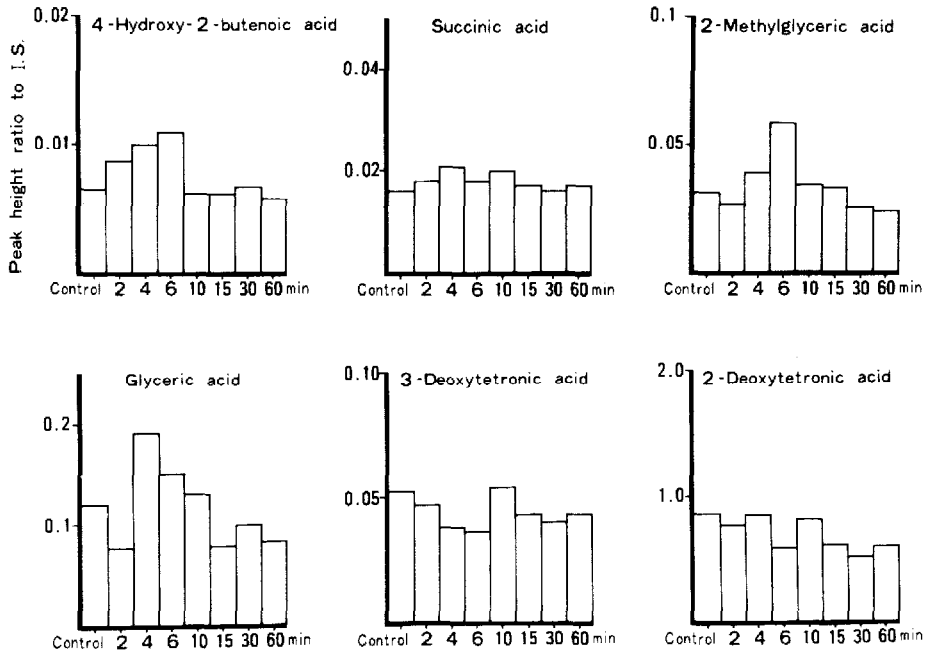 Peak height ratio to I.S.
4-Hydroxy-2-butenoic acid
0.02
0.01
Control 2 4 6 10 15 30 60 min
Succinic acid
0.04
0.02
Control 2 4 6 10 15 30 60 min
2-Methylglyceric acid
0.1
0.05
Control 2 4 6 10 15 30 60 min
Glyceric acid
0.2
0.1
Control 2 4 6 10 15 30 60 min
3-Deoxytetronic acid
0.10
0.05
Control 2 4 6 10 15 30 60 min
2-Deoxytetronic acid
2.0
1.0
Control 2 4 6 10 15 30 60 min